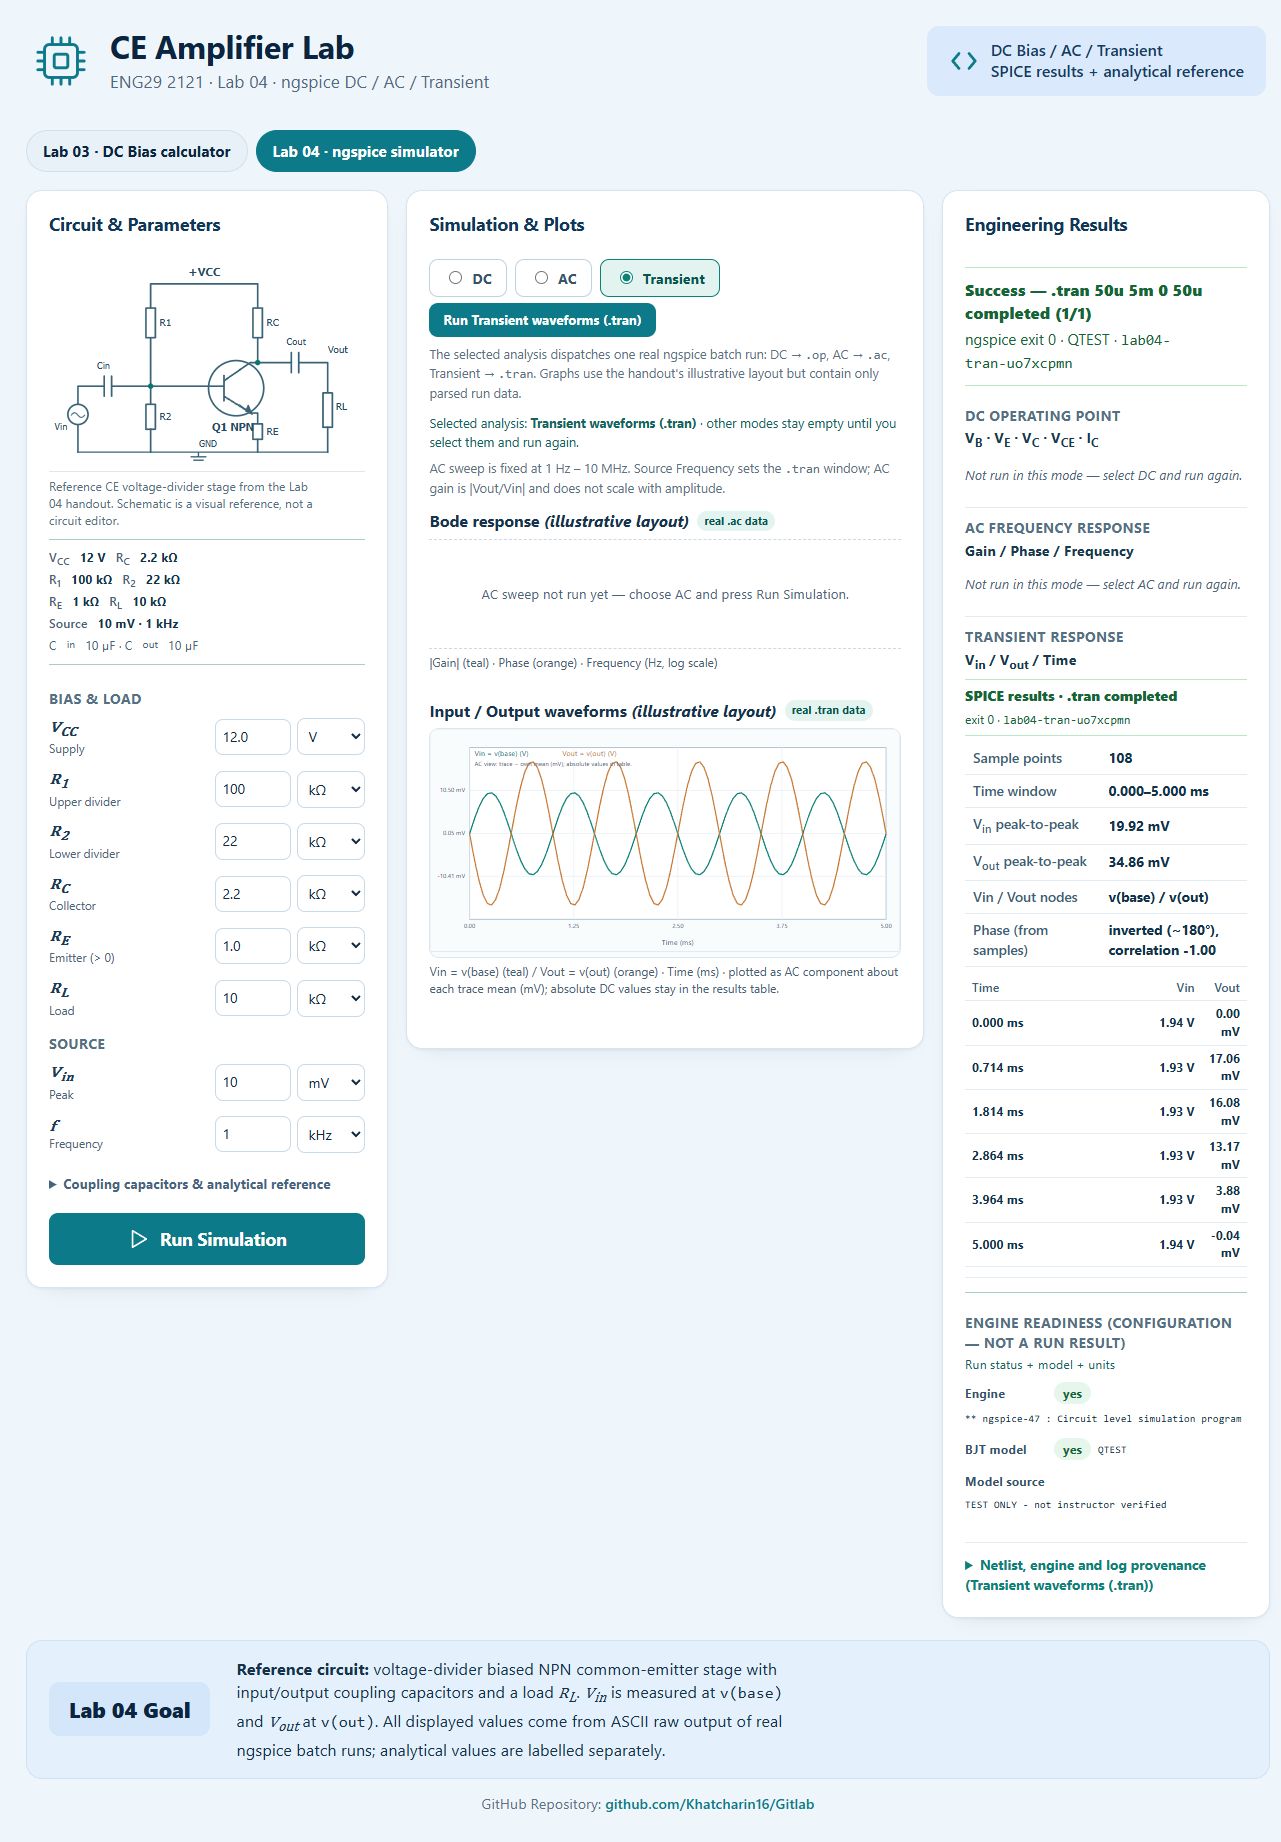 CE Amplifier Lab
ENG29 2121 · Lab 04 · ngspice DC / AC / Transient
DC Bias / AC / Transient
SPICE results + analytical reference
Lab 03 · DC Bias calculator
Lab 04 · ngspice simulator
Circuit & Parameters
+VCC
R1
RC
Cout
Vout
Cin
R2
Q1 NPN
RE
RL
Vin
GND
Reference CE voltage-divider stage from the Lab
04 handout. Schematic is a visual reference, not a
circuit editor.
VCC 12 V RC 2.2 kΩ
R1 100 kΩ R2 22 kΩ
RE 1 kΩ RL 10 kΩ
Source 10 mV · 1 kHz
C in 10 µF · C out 10 µF
BIAS & LOAD
VCC
Supply
12.0 V
R1
Upper divider
100 kΩ
R2
Lower divider
22 kΩ
RC
Collector
2.2 kΩ
RE
Emitter (> 0)
1.0 kΩ
RL
Load
10 kΩ
SOURCE
Vin
Peak
10 mV
f
Frequency
1 kHz
Coupling capacitors & analytical reference
Run Simulation
Simulation & Plots
DC
AC
Transient
Run Transient waveforms (.tran)
The selected analysis dispatches one real ngspice batch run: DC → .op, AC → .ac,
Transient → .tran. Graphs use the handout's illustrative layout but contain only
parsed run data.
Selected analysis: Transient waveforms (.tran) · other modes stay empty until you
select them and run again.
AC sweep is fixed at 1 Hz – 10 MHz. Source Frequency sets the .tran window; AC
gain is |Vout/Vin| and does not scale with amplitude.
Bode response (illustrative layout) real .ac data
AC sweep not run yet — choose AC and press Run Simulation.
|Gain| (teal) · Phase (orange) · Frequency (Hz, log scale)
Input / Output waveforms (illustrative layout) real .tran data
Vin = v(base) (V) Vout = v(out) (V)
AC view: trace − own mean (mV); absolute values in table.
10.50 mV
0.05 mV
-10.41 mV
0.00 1.25 2.50 3.75 5.00
Time (ms)
Vin = v(base) (teal) / Vout = v(out) (orange) · Time (ms) · plotted as AC component about
each trace mean (mV); absolute DC values stay in the results table.
Engineering Results
Success — .tran 50u 5m 0 50u
completed (1/1)
ngspice exit 0 · QTEST · lab04-
tran-uo7xcpmn
DC OPERATING POINT
VB · VE · VC · VCE · IC
Not run in this mode — select DC and run again.
AC FREQUENCY RESPONSE
Gain / Phase / Frequency
Not run in this mode — select AC and run again.
TRANSIENT RESPONSE
Vin / Vout / Time
SPICE results · .tran completed
exit 0 · lab04-tran-uo7xcpmn
Sample points 108
Time window 0.000–5.000 ms
Vin peak-to-peak 19.92 mV
Vout peak-to-peak 34.86 mV
Vin / Vout nodes v(base) / v(out)
Phase (from
samples)
inverted (~180°),
correlation -1.00
Time Vin Vout
0.000 ms 1.94 V 0.00
mV
0.714 ms 1.93 V 17.06
mV
1.814 ms 1.93 V 16.08
mV
2.864 ms 1.93 V 13.17
mV
3.964 ms 1.93 V 3.88
mV
5.000 ms 1.94 V -0.04
mV
ENGINE READINESS (CONFIGURATION
— NOT A RUN RESULT)
Run status + model + units
Engine yes
** ngspice-47 : Circuit level simulation program
BJT model yes QTEST
Model source
TEST ONLY - not instructor verified
Netlist, engine and log provenance
(Transient waveforms (.tran))
Lab 04 Goal
Reference circuit: voltage-divider biased NPN common-emitter stage with
input/output coupling capacitors and a load RL. Vin is measured at v(base)
and Vout at v(out). All displayed values come from ASCII raw output of real
ngspice batch runs; analytical values are labelled separately.
GitHub Repository: github.com/Khatcharin16/Gitlab